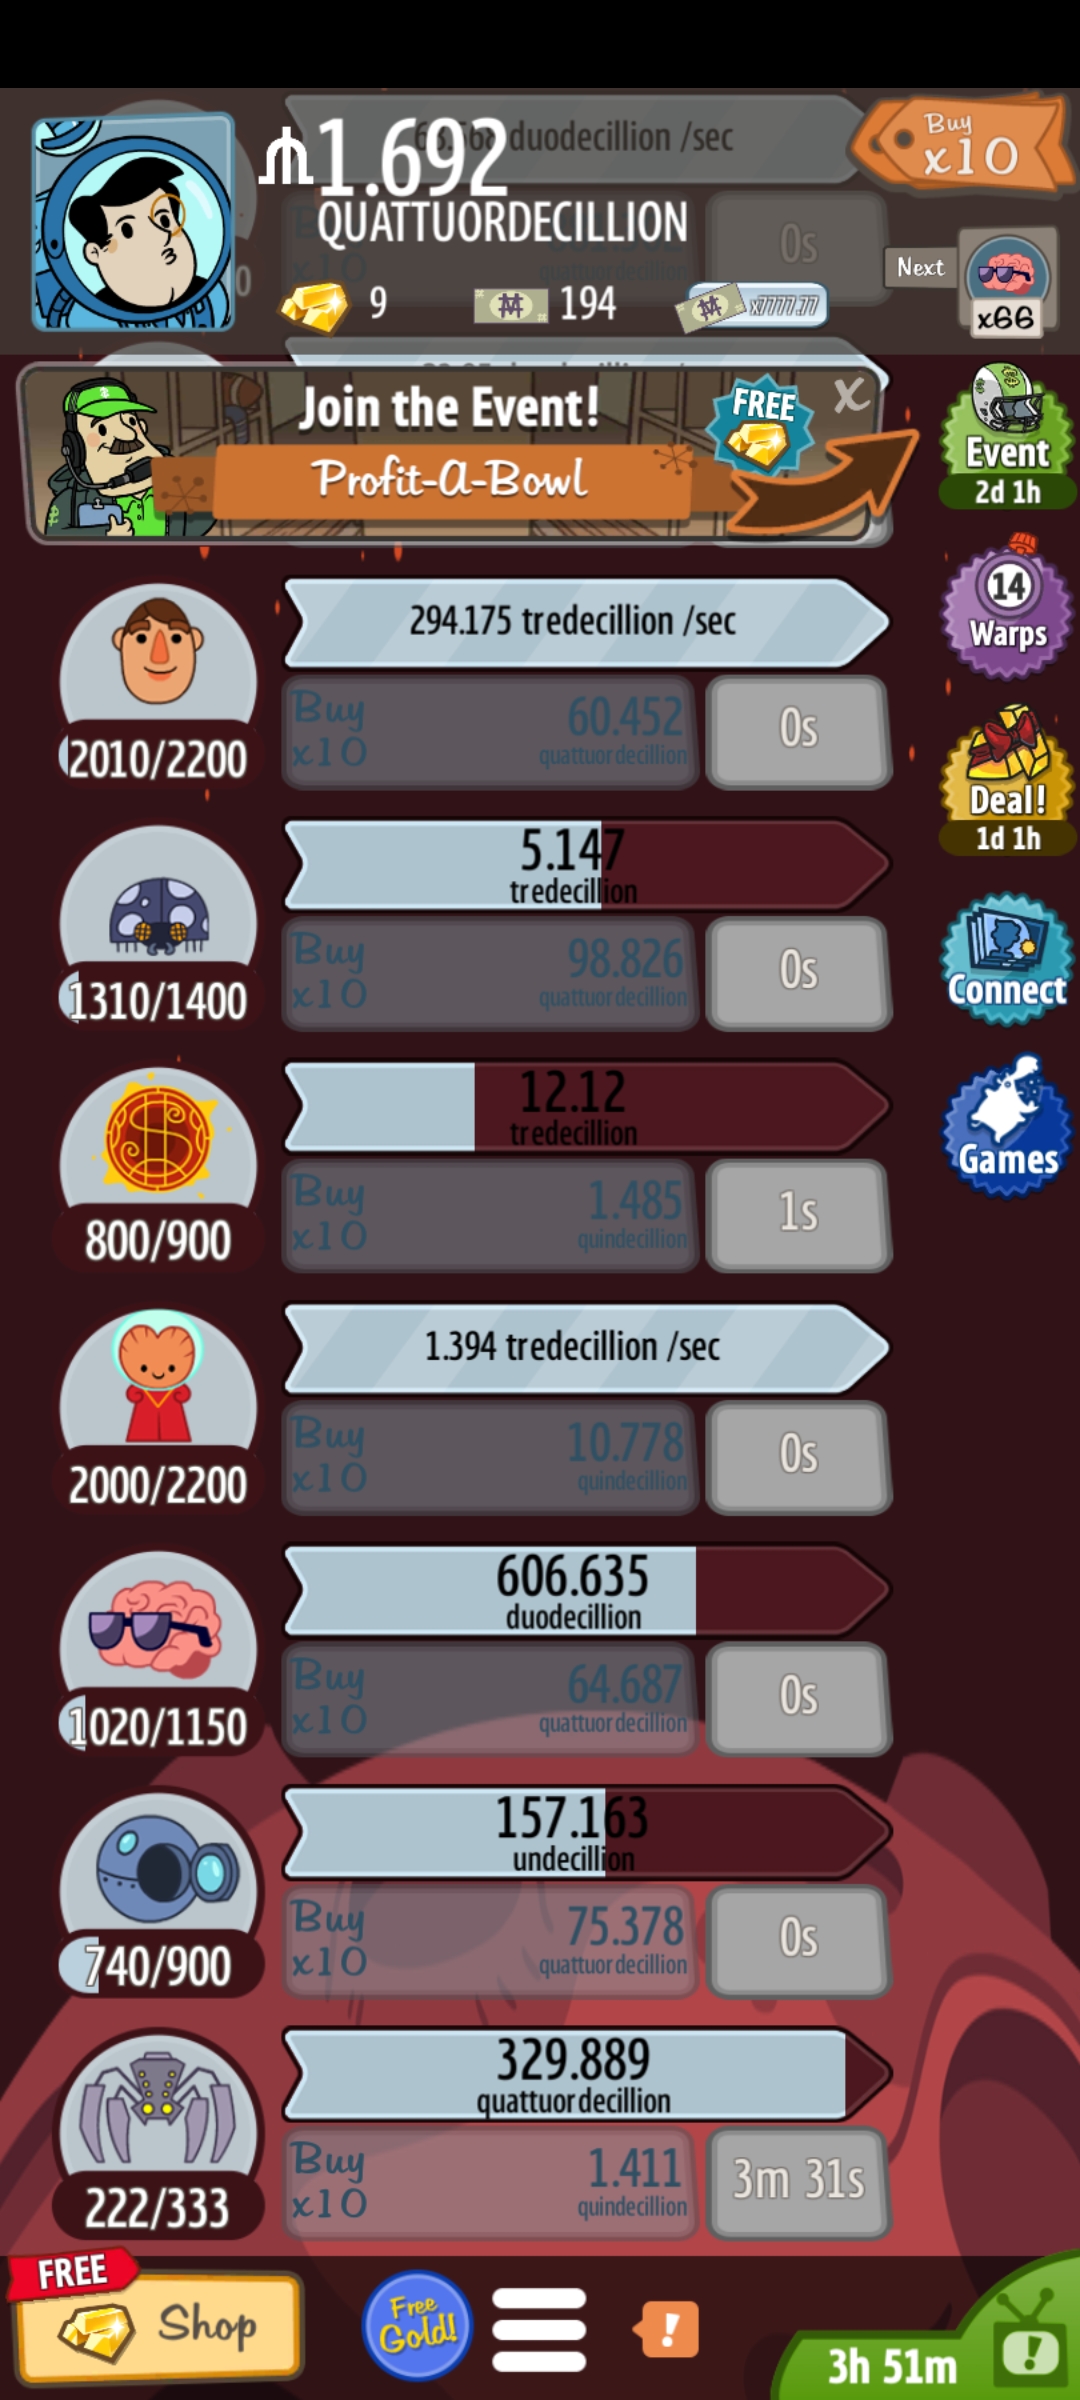 63.568 duodecillion /sec
1.692
QUATTUORDECILLION
Buy
x10
0s
Next
x66
9
194
x7777.77
Join the Event!
Profit-A-Bowl
FREE
X
Event
2d 1h
294.175 tredecillion /sec
14
Warps
2010/2200
Buy
x10
60.452
quattuordecillion
0s
Deal!
1d 1h
5.147
tredecillion
1310/1400
Buy
x10
98.826
quattuordecillion
0s
Connect
12.12
tredecillion
Games
800/900
Buy
x10
1.485
quindecillion
1s
1.394 tredecillion /sec
2000/2200
Buy
x10
10.778
quindecillion
0s
606.635
duodecillion
1020/1150
Buy
x10
64.687
quattuordecillion
0s
157.163
undecillion
740/900
Buy
x10
75.378
quattuordecillion
0s
329.889
quattuordecillion
222/333
Buy
x10
1.411
quindecillion
3m 31s
FREE
Shop
Free
Gold!
!
3h 51m
!